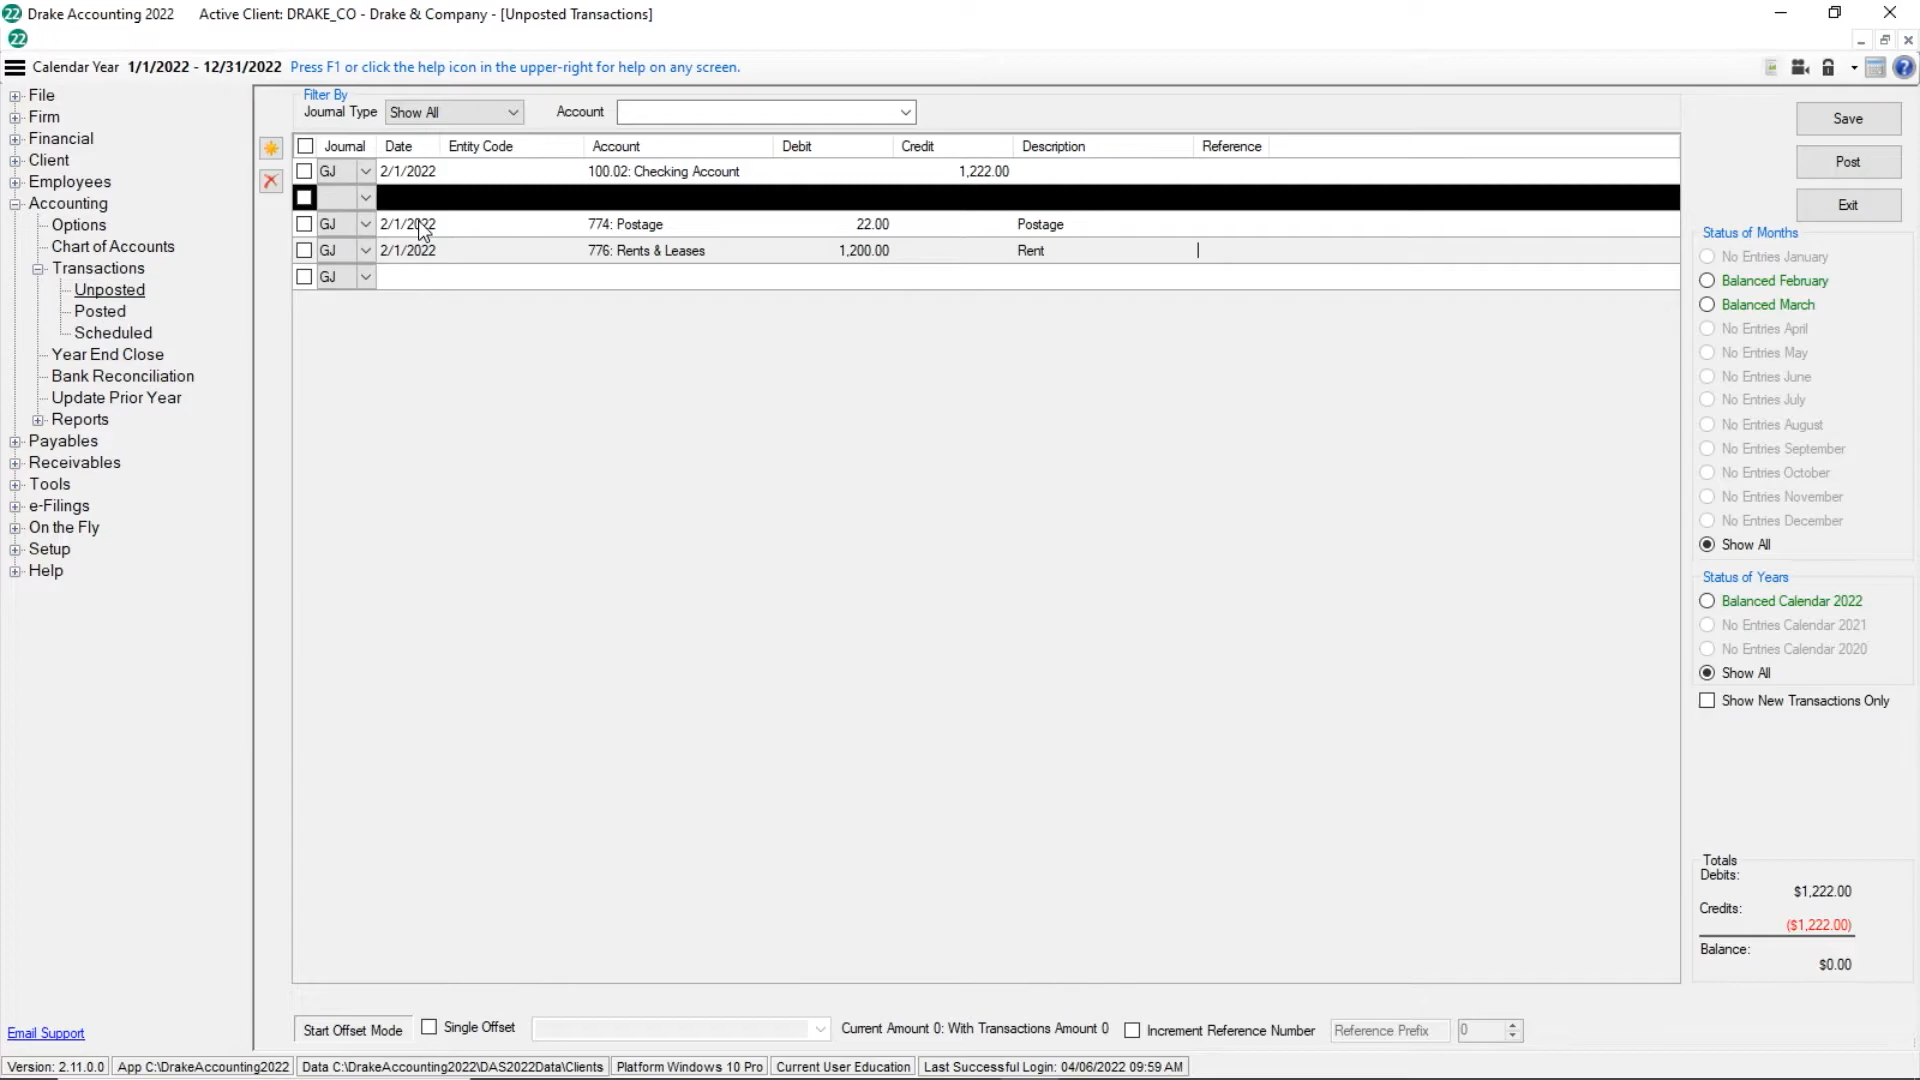 22 Drake Accounting 2022 Active Client: DRAKE_CO - Drake & Company - [Unposted Transactions]
22
Calendar Year 1/1/2022 - 12/31/2022 Press F1 or click the help icon in the upper-right for help on any screen.
File
Firm
Financial
Client
Employees
Accounting
Options
Chart of Accounts
Transactions
Unposted
Posted
Scheduled
Year End Close
Bank Reconciliation
Update Prior Year
Reports
Payables
Receivables
Tools
e-Filings
On the Fly
Setup
Help
Email Support
Filter By
Journal Type Show All Account
Journal Date Entity Code Account Debit Credit Description Reference
GJ 2/1/2022 100.02: Checking Account 1,222.00
GJ 2/1/2022 774: Postage 22.00 Postage
GJ 2/1/2022 776: Rents & Leases 1,200.00 Rent
GJ
Start Offset Mode Single Offset Current Amount 0: With Transactions Amount 0 Increment Reference Number Reference Prefix 0
Save
Post
Exit
Status of Months
No Entries January
Balanced February
Balanced March
No Entries April
No Entries May
No Entries June
No Entries July
No Entries August
No Entries September
No Entries October
No Entries November
No Entries December
Show All
Status of Years
Balanced Calendar 2022
No Entries Calendar 2021
No Entries Calendar 2020
Show All
Show New Transactions Only
Totals
Debits:
$1,222.00
Credits:
($1,222.00)
Balance:
$0.00
Version: 2.11.0.0 App C:\DrakeAccounting2022 Data C:\DrakeAccounting2022\DAS2022Data\Clients Platform Windows 10 Pro Current User Education Last Successful Login: 04/06/2022 09:59 AM